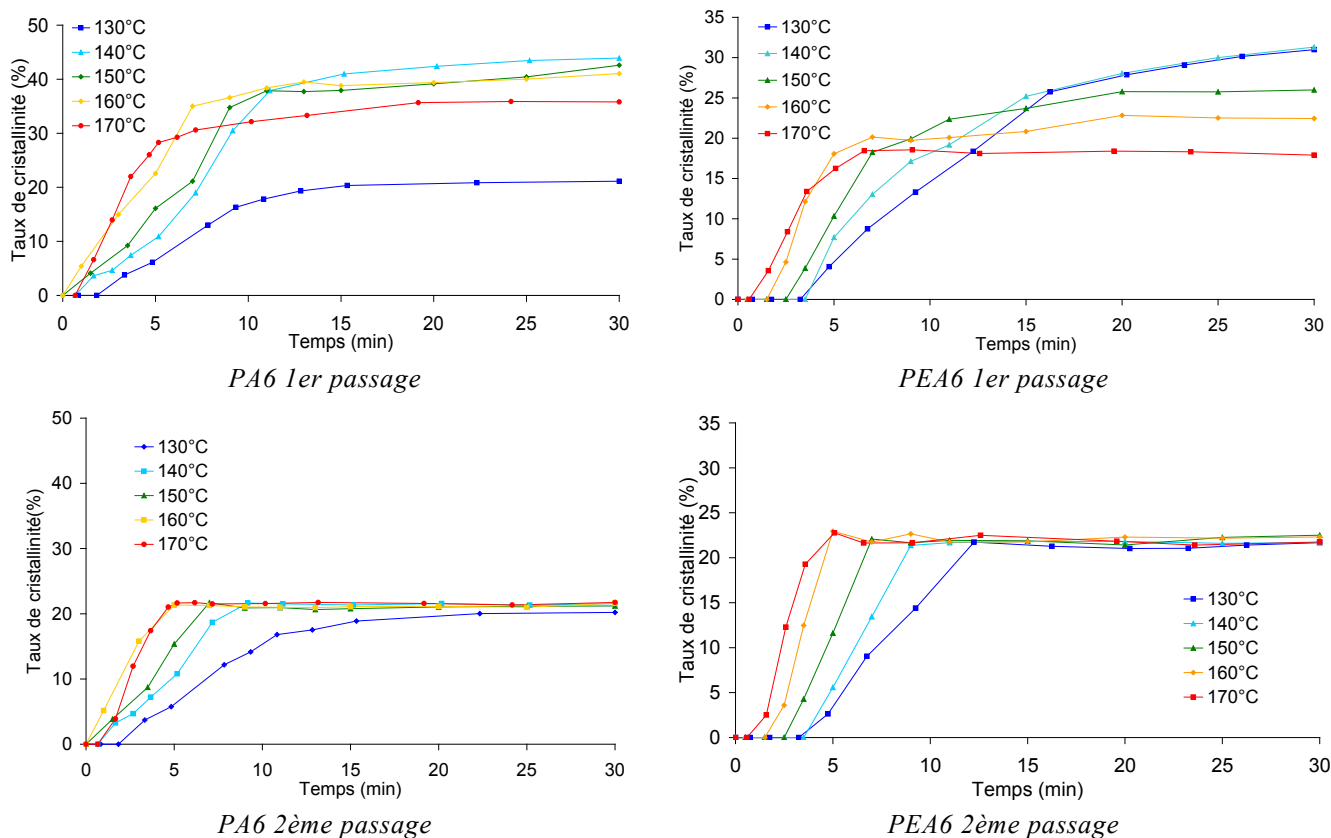 Taux de cristallinité (%)
50
40
30
20
10
0
130°C
140°C
150°C
160°C
170°C
0 5 10 15 20 25 30
Temps (min)
PA6 1er passage
Taux de cristallinité (%)
35
30
25
20
15
10
5
0
130°C
140°C
150°C
160°C
170°C
0 5 10 15 20 25 30
Temps (min)
PEA6 1er passage
Taux de cristallinité(%)
50
40
30
20
10
0
130°C
140°C
150°C
160°C
170°C
0 5 10 15 20 25 30
Temps (min)
PA6 2ème passage
Taux de cristallinité (%)
35
30
25
20
15
10
5
0
130°C
140°C
150°C
160°C
170°C
0 5 10 15 20 25 30
Temps (min)
PEA6 2ème passage